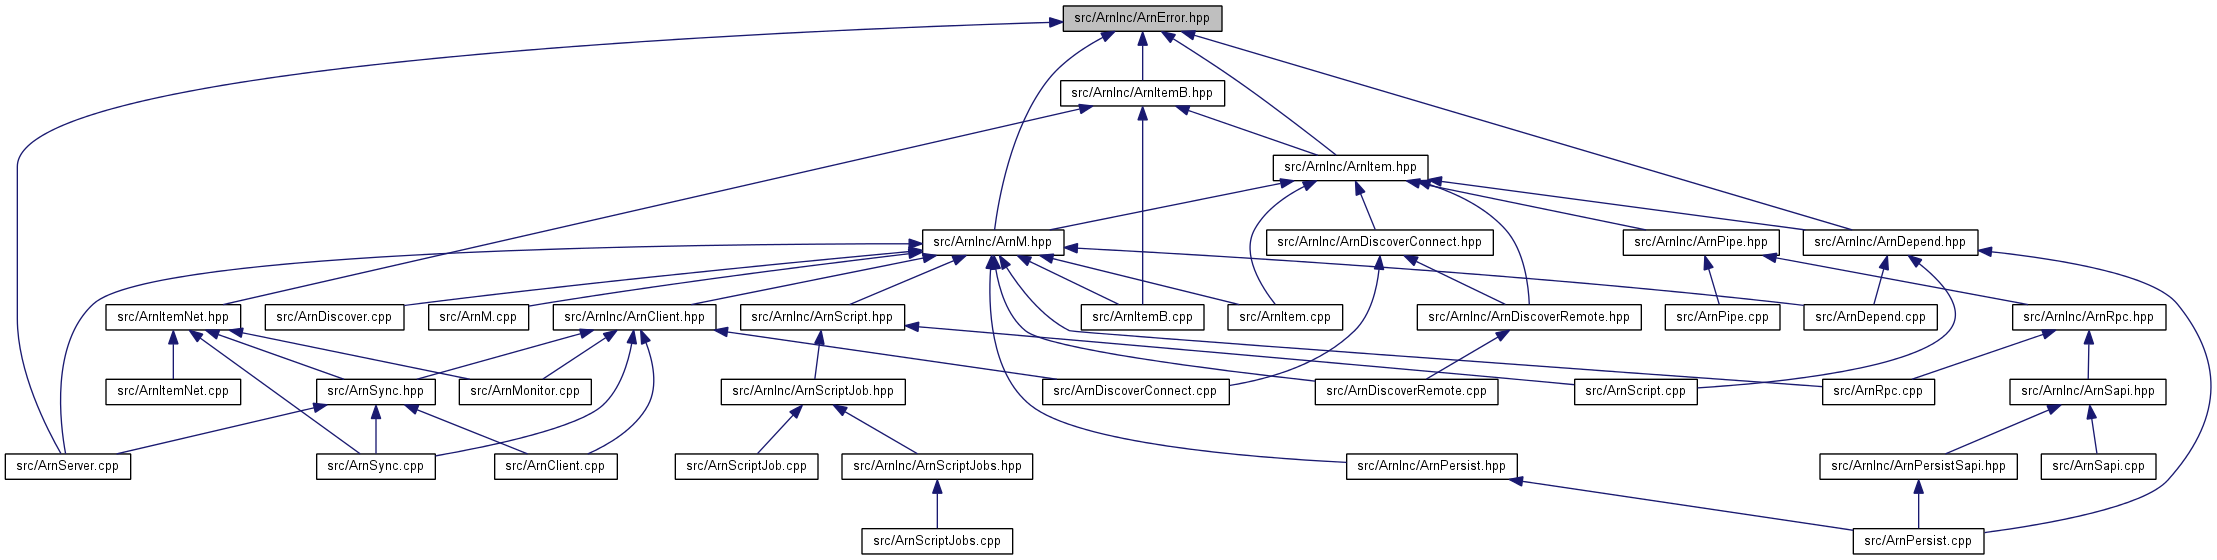 src/ArnInc/ArnError.hpp
src/ArnInc/ArnItemB.hpp
src/ArnInc/ArnItem.hpp
src/ArnInc/ArnM.hpp
src/ArnInc/ArnDiscoverConnect.hpp
src/ArnInc/ArnPipe.hpp
src/ArnInc/ArnDepend.hpp
src/ArnItemNet.hpp
src/ArnDiscover.cpp
src/ArnM.cpp
src/ArnInc/ArnClient.hpp
src/ArnInc/ArnScript.hpp
src/ArnItemB.cpp
src/ArnItem.cpp
src/ArnInc/ArnDiscoverRemote.hpp
src/ArnPipe.cpp
src/ArnDepend.cpp
src/ArnInc/ArnRpc.hpp
src/ArnItemNet.cpp
src/ArnSync.hpp
src/ArnMonitor.cpp
src/ArnInc/ArnScriptJob.hpp
src/ArnDiscoverConnect.cpp
src/ArnDiscoverRemote.cpp
src/ArnScript.cpp
src/ArnRpc.cpp
src/ArnInc/ArnSapi.hpp
src/ArnServer.cpp
src/ArnSync.cpp
src/ArnClient.cpp
src/ArnScriptJob.cpp
src/ArnInc/ArnScriptJobs.hpp
src/ArnInc/ArnPersist.hpp
src/ArnInc/ArnPersistSapi.hpp
src/ArnSapi.cpp
src/ArnScriptJobs.cpp
src/ArnPersist.cpp